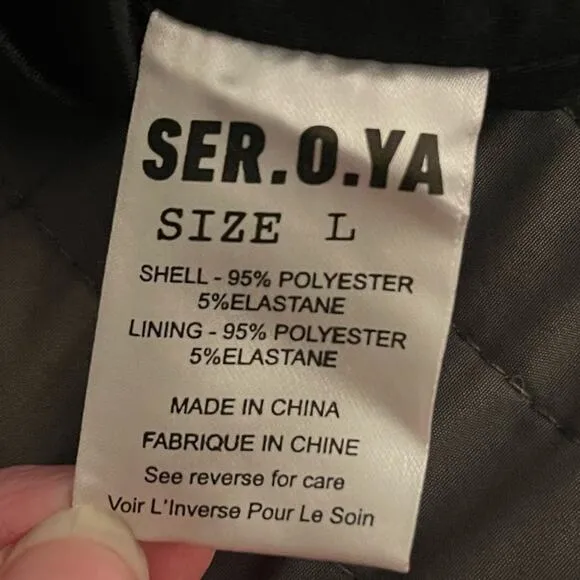 SER.O.YA
SIZE L
SHELL - 95% POLYESTER
5%ELASTANE
LINING - 95% POLYESTER
5%ELASTANE
MADE IN CHINA
FABRIQUE IN CHINE
See reverse for care
Voir L'Inverse Pour Le Soin